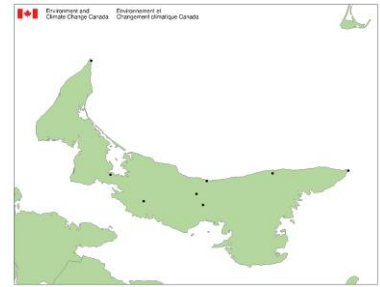 Environment and
Climate Change Canada
Environnement et
Changement climatique Canada